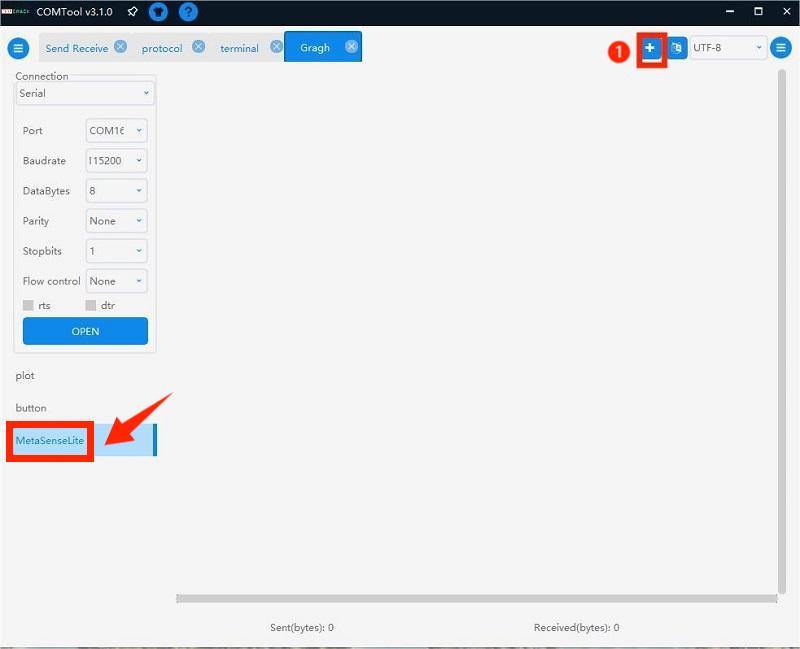 COMTool v3.1.0
?
Send Receive
protocol
terminal
Gragh
1
UTF-8
Connection
Serial
Port COM16
Baudrate 115200
DataBytes 8
Parity None
Stopbits 1
Flow control None
rts dtr
OPEN
plot
button
MetaSenseLite
Sent(bytes): 0 Received(bytes): 0